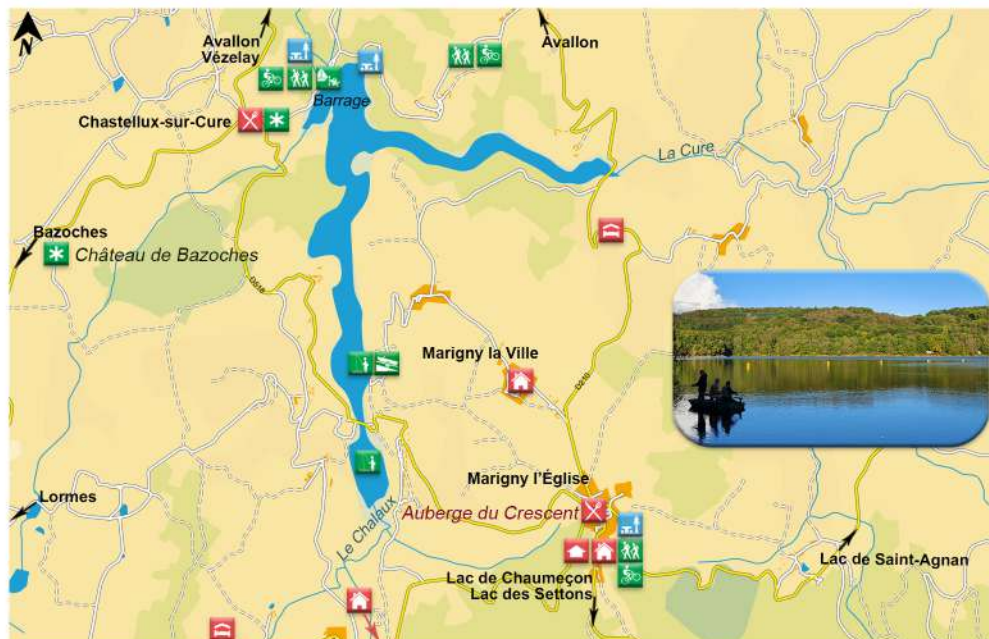 N
Avallon
Vézelay
Avallon
Barrage
Chastellux-sur-Cure
La Cure
Bazoches
Château de Bazoches
D518
Marigny la Ville
D210
Marigny l'Église
Auberge du Crescent
Lormes
Le Chalaux
Lac de Saint-Agnan
Lac de Chaumeçon
Lac des Settons